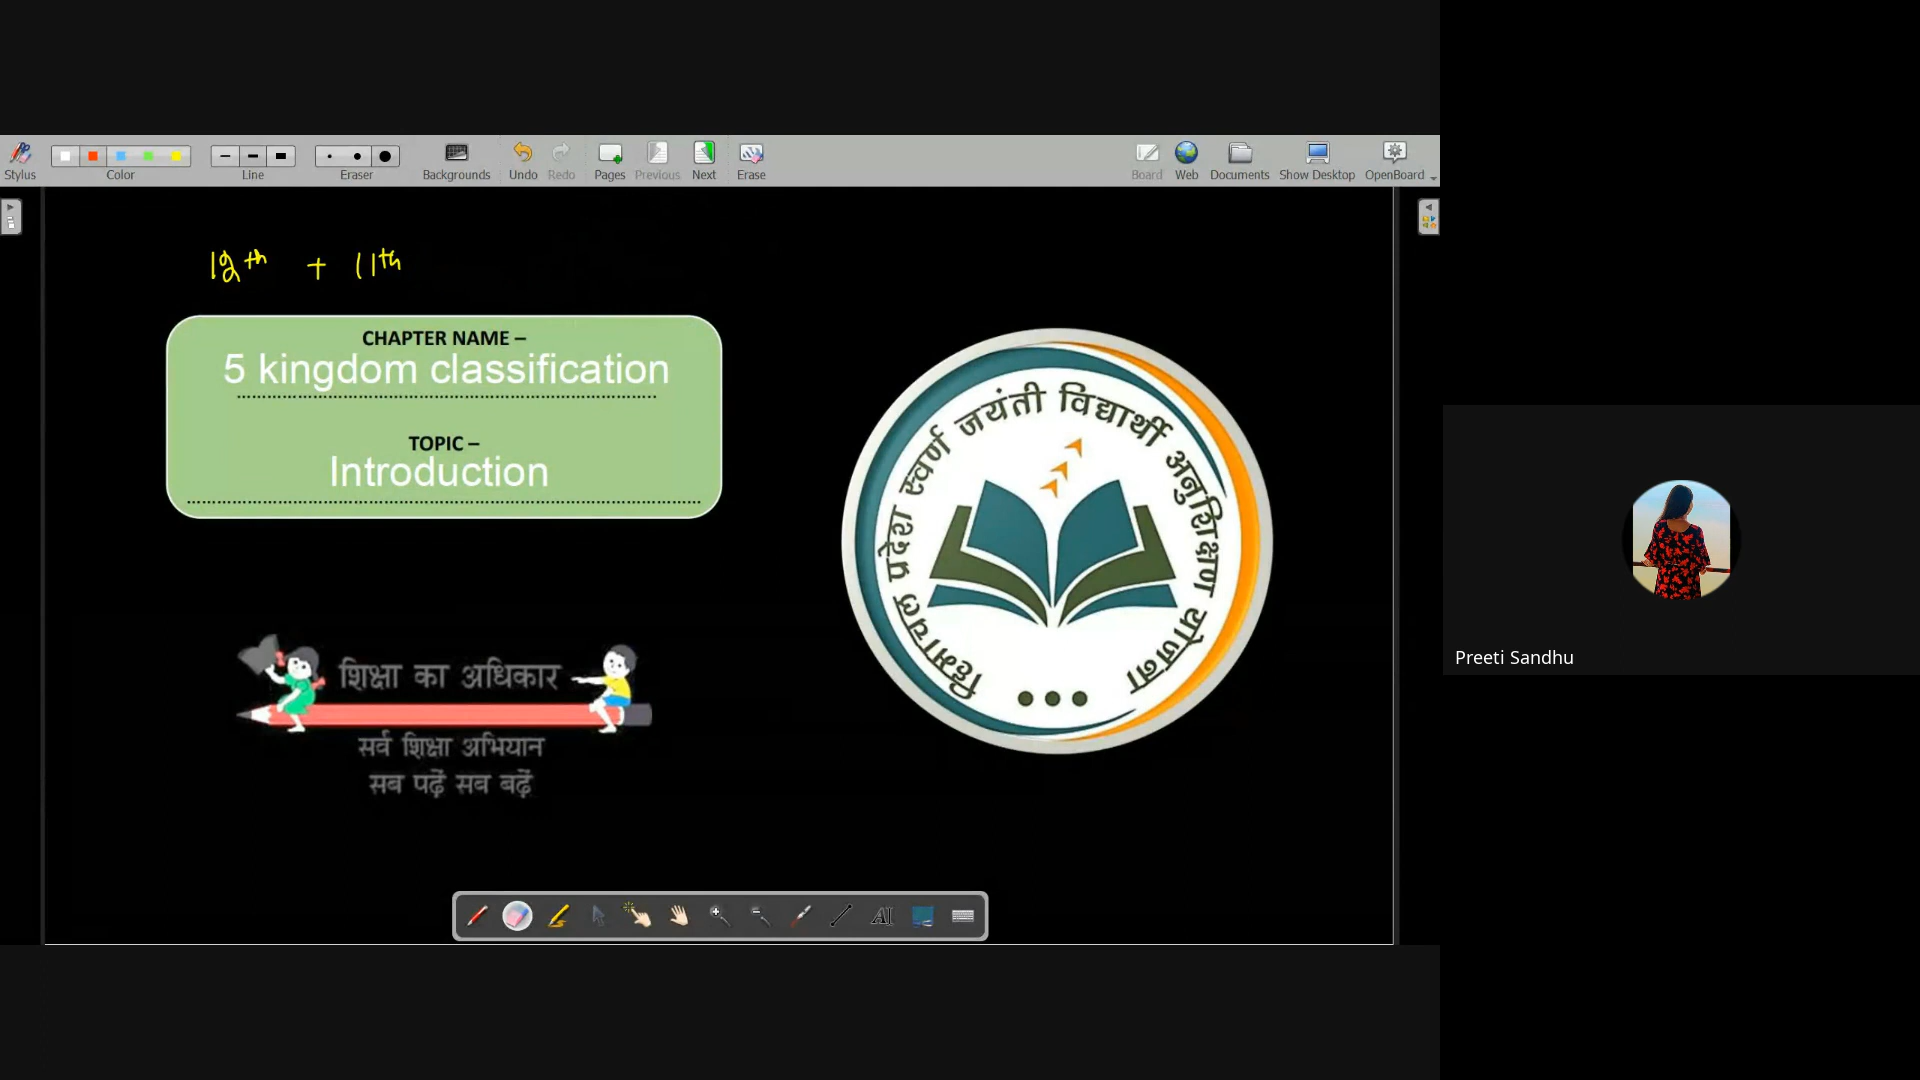 Stylus Color Line Eraser Backgrounds Undo Redo Pages Previous Next Erase Board Web Documents Show Desktop OpenBoard
12th + 11th
CHAPTER NAME –
5 kingdom classification
TOPIC –
Introduction
हिमाचल प्रदेश स्वर्ण जयंती विद्यार्थी अनुशिक्षण योजना
शिक्षा का अधिकार
सर्व शिक्षा अभियान
सब पढ़ें सब बढ़ें
Preeti Sandhu